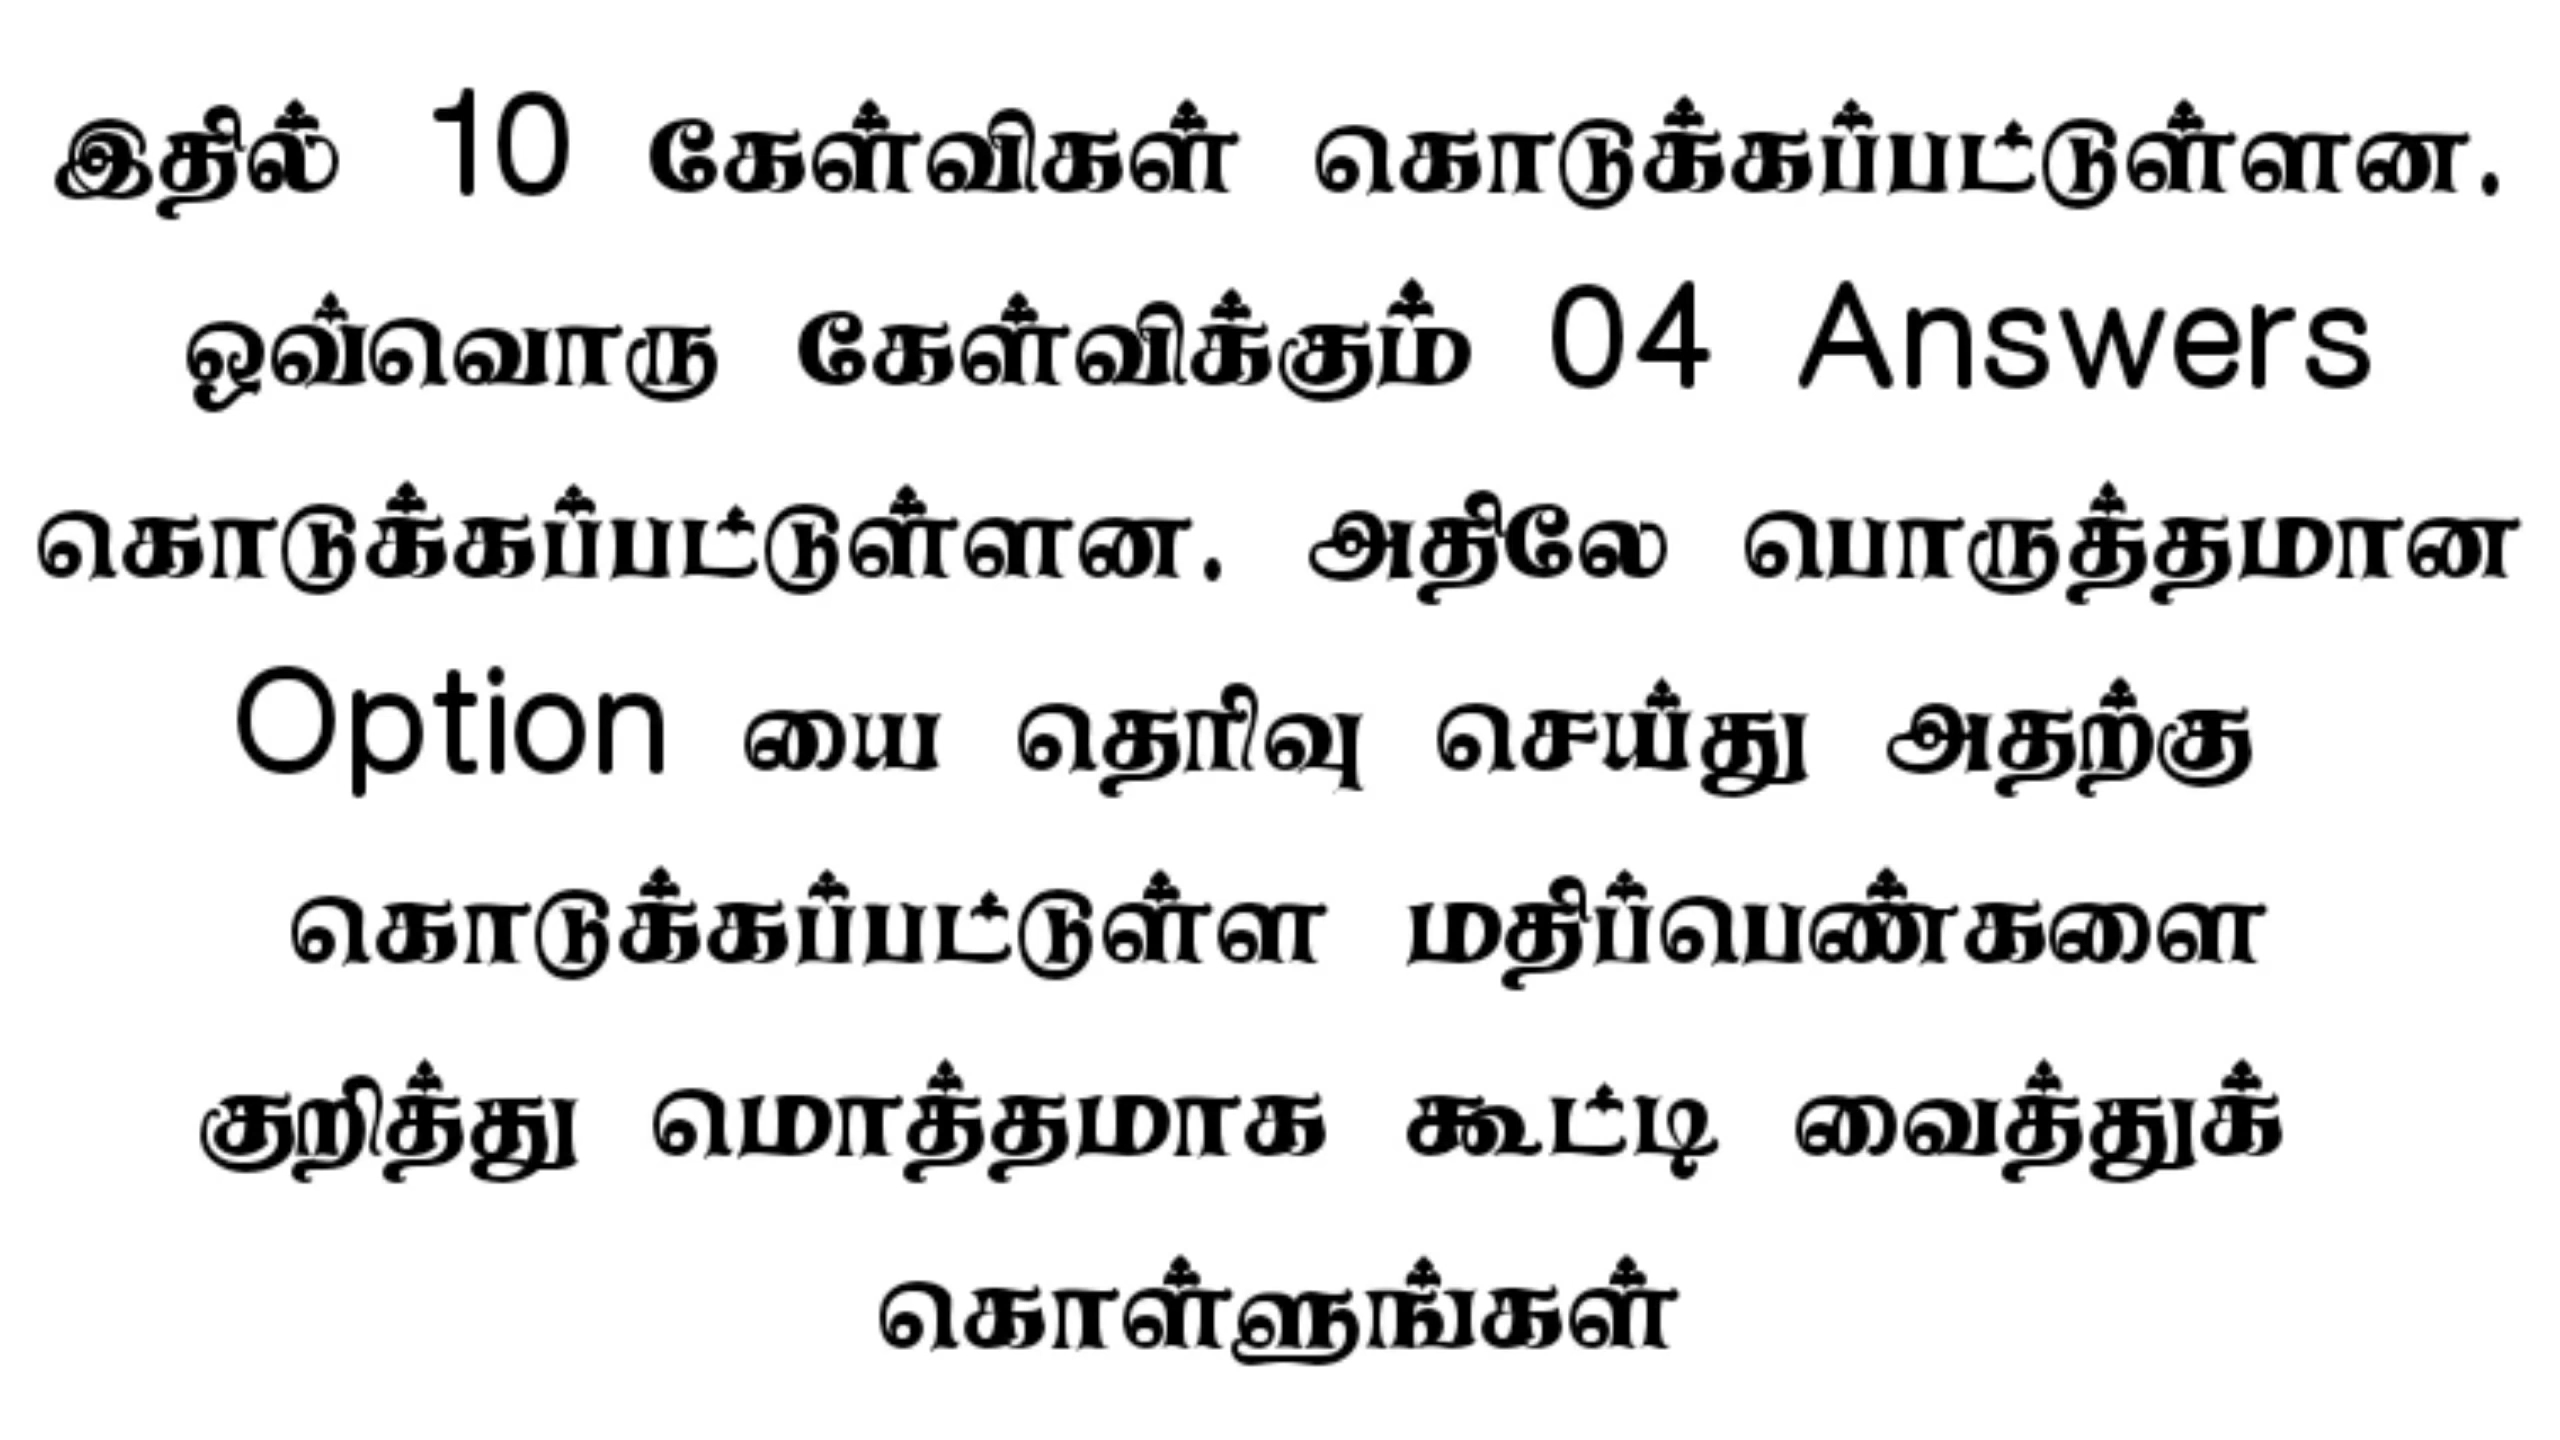 இதில் 10 கேள்விகள் கொடுக்கப்பட்டுள்ளன.
ஒவ்வொரு கேள்விக்கும் 04 Answers
கொடுக்கப்பட்டுள்ளன. அதிலே பொருத்தமான
Option யை தெரிவு செய்து அதற்கு
கொடுக்கப்பட்டுள்ள மதிப்பெண்களை
குறித்து மொத்தமாக கூட்டி வைத்துக்
கொள்ளுங்கள்